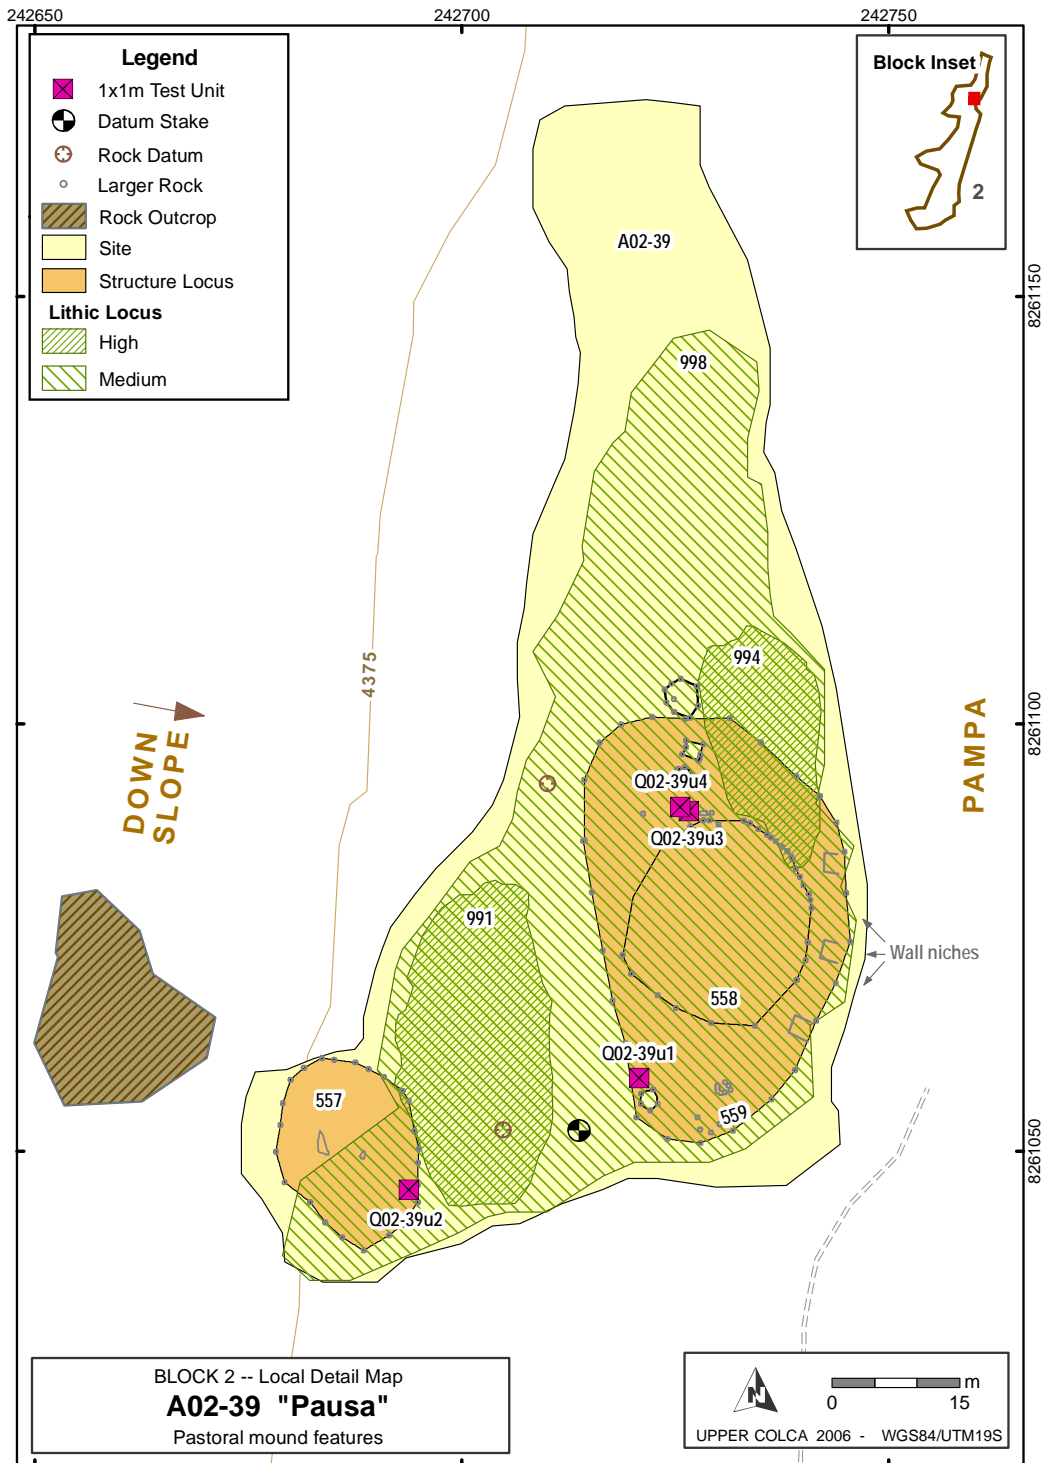 242650
242700
242750
Legend
1x1m Test Unit
Datum Stake
Rock Datum
Larger Rock
Rock Outcrop
Site
Structure Locus
Lithic Locus
High
Medium
Block Inset
2
A02-39
8261150
998
4375
994
8261100
PAMPA
DOWN
SLOPE
Q02-39u4
Q02-39u3
991
Wall niches
558
Q02-39u1
557
559
8261050
Q02-39u2
BLOCK 2 -- Local Detail Map
A02-39 "Pausa"
Pastoral mound features
N
m
0 15
UPPER COLCA 2006 - WGS84/UTM19S